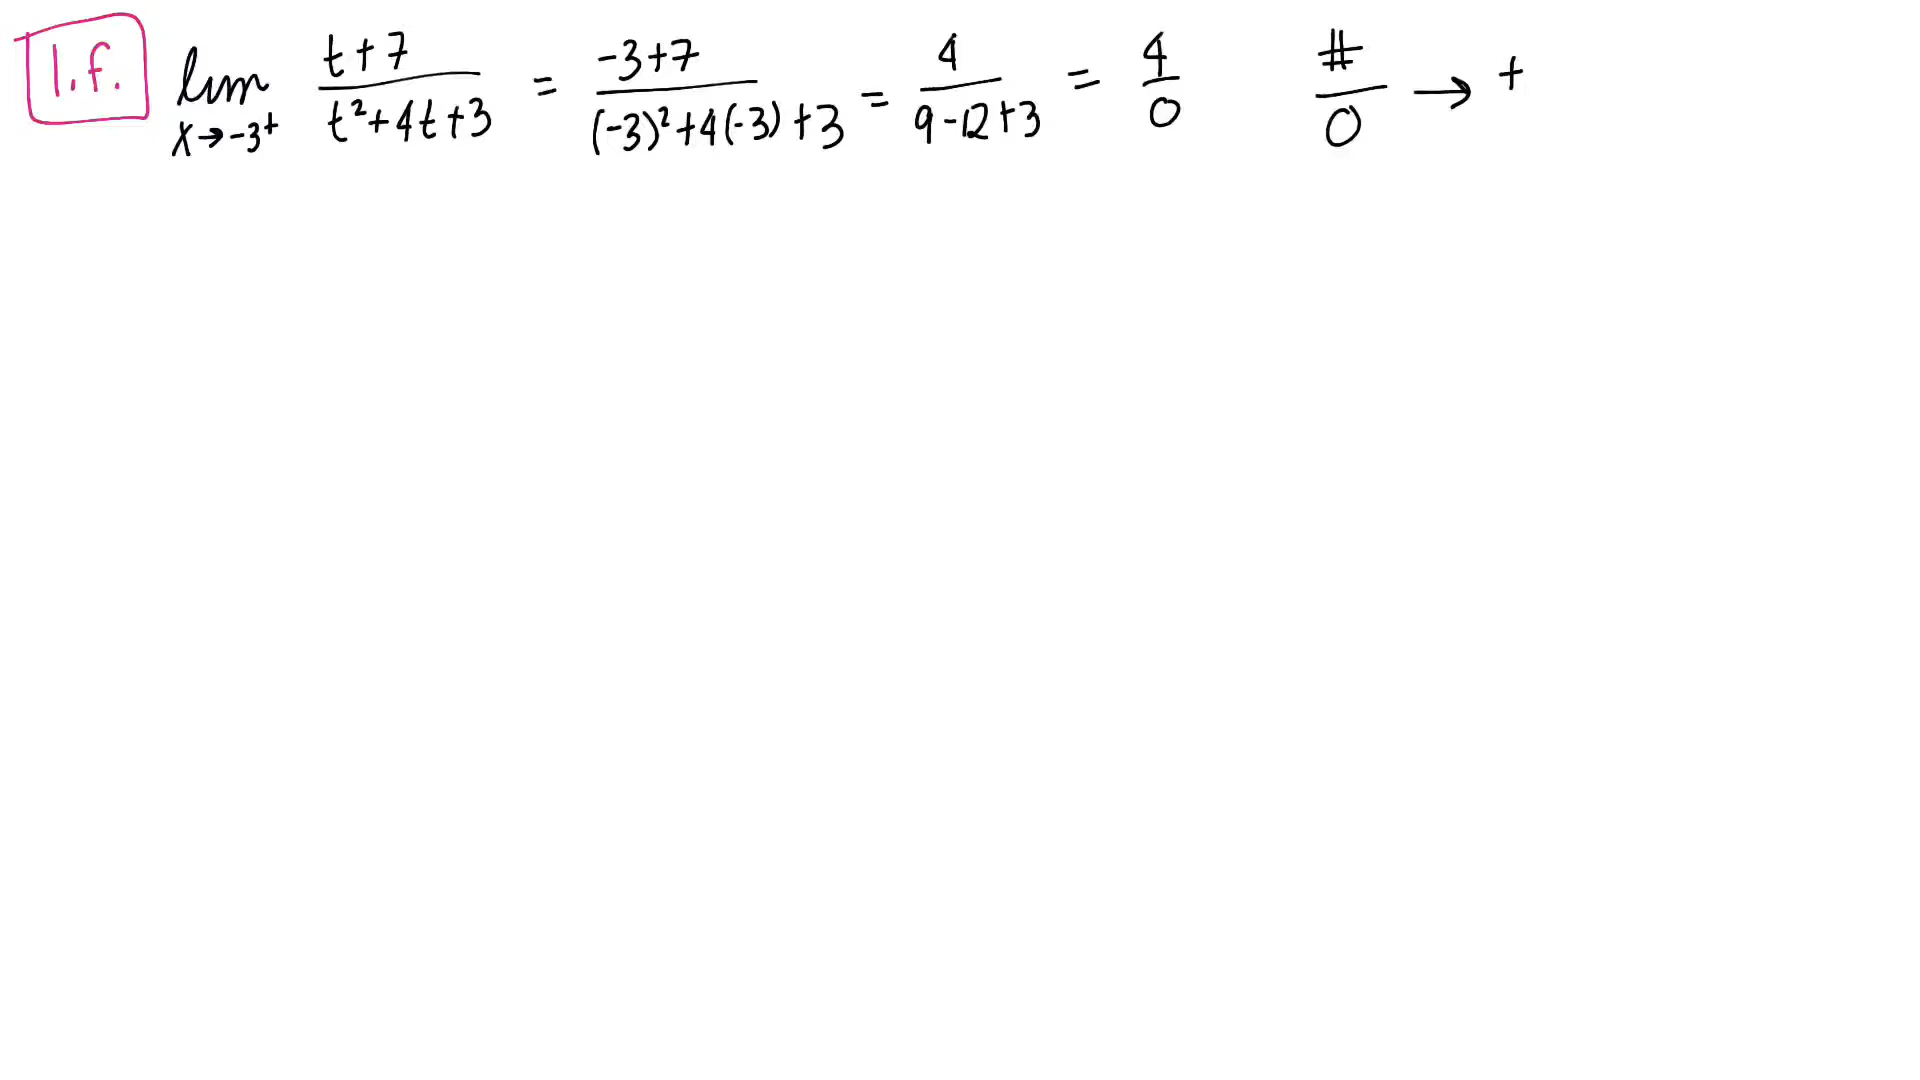 1.f. lim x→-3⁺ (t+7)/(t²+4t+3) = (-3+7)/((-3)²+4(-3)+3) = 4/(9-12+3) = 4/0 #/0 → +